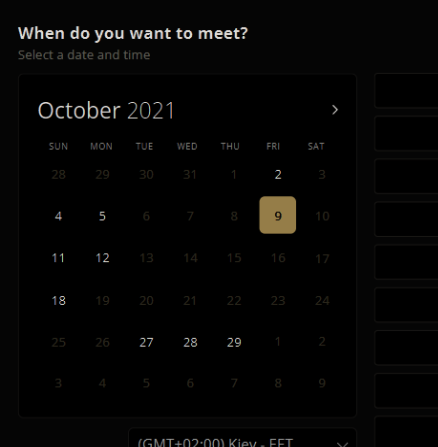 When do you want to meet?
Select a date and time
October 2021
SUN MON TUE WED THU FRI SAT
28 29 30 31 1 2 3
4 5 6 7 8 9 10
11 12 13 14 15 16 17
18 19 20 21 22 23 24
25 26 27 28 29 1 2
3 4 5 6 7 8 9
(GMT+02:00) Kiev - EET